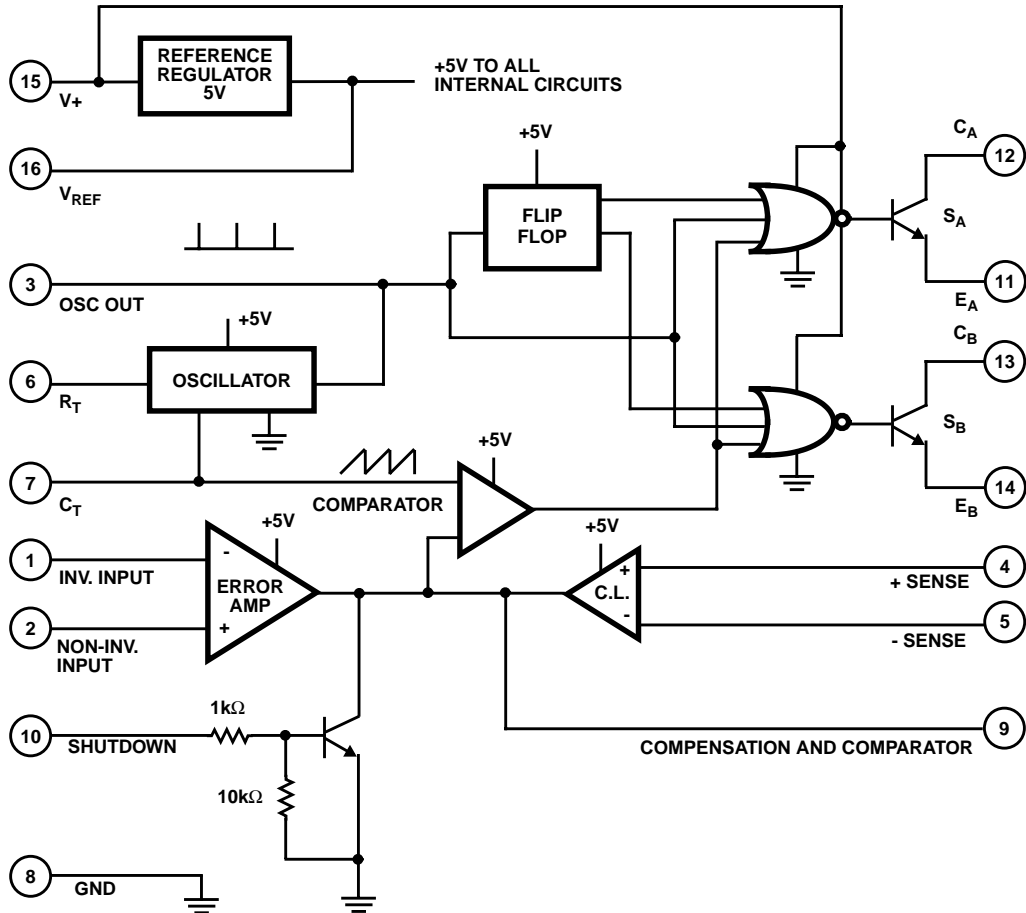 15
V+
REFERENCE
REGULATOR
5V
+5V TO ALL
INTERNAL CIRCUITS
16
VREF
+5V
FLIP
FLOP
CA
12
SA
11
EA
3
OSC OUT
+5V
6
RT
OSCILLATOR
CB
13
SB
14
EB
7
CT
COMPARATOR
+5V
1
INV. INPUT
+5V
-
ERROR
AMP
+
2
NON-INV.
INPUT
+5V
+
C.L.
-
4
+ SENSE
5
- SENSE
10
SHUTDOWN
1kΩ
10kΩ
9
COMPENSATION AND COMPARATOR
8
GND